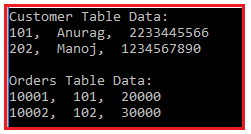 Customer Table Data:
101,  Anurag,  2233445566
202,  Manoj,  1234567890

Orders Table Data:
10001,  101,  20000
10002,  102,  30000